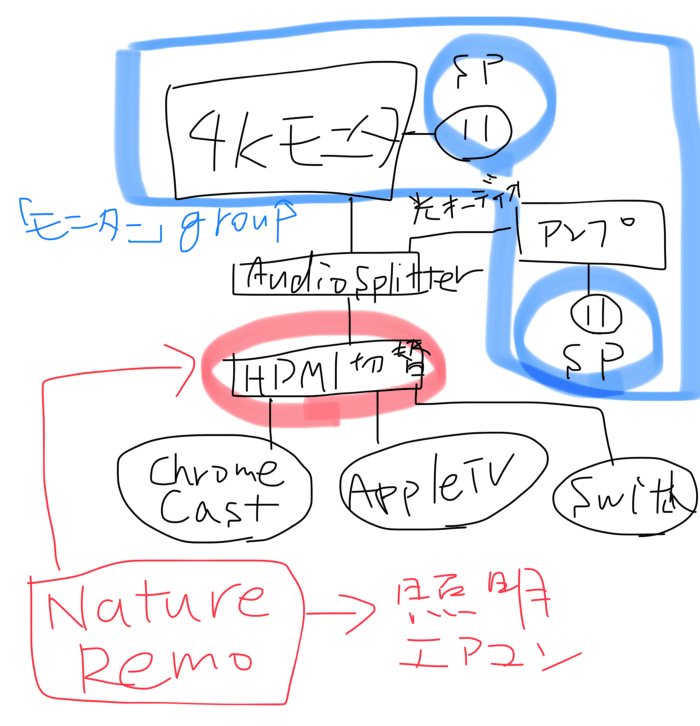 SP
4Kモニタ
光オーディオ
「モニター」group
アンプ
AudioSplitter
SP
HDMI切替
Chrome
Cast
AppleTV
Switch
Nature
Remo
照明
エアコン